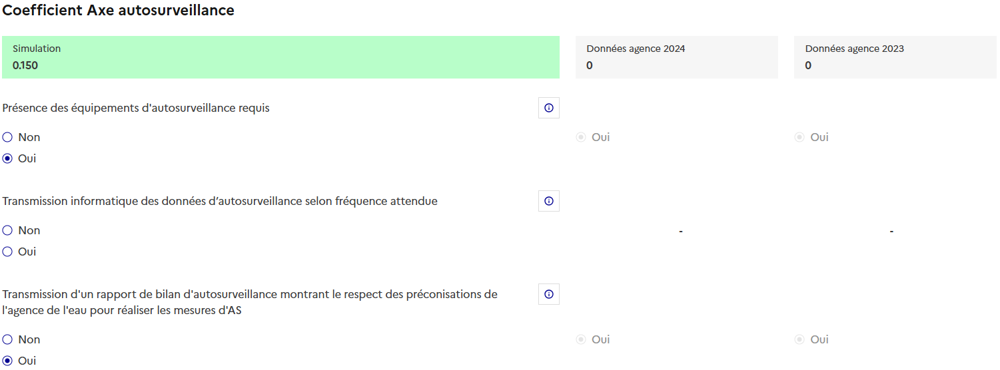 Coefficient Axe autosurveillance
Simulation
0.150
Données agence 2024
0
Données agence 2023
0
Présence des équipements d'autosurveillance requis
Non
Oui
Oui
Oui
Transmission informatique des données d’autosurveillance selon fréquence attendue
Non
Oui
-
-
Transmission d'un rapport de bilan d'autosurveillance montrant le respect des préconisations de
l'agence de l'eau pour réaliser les mesures d'AS
Non
Oui
Oui
Oui